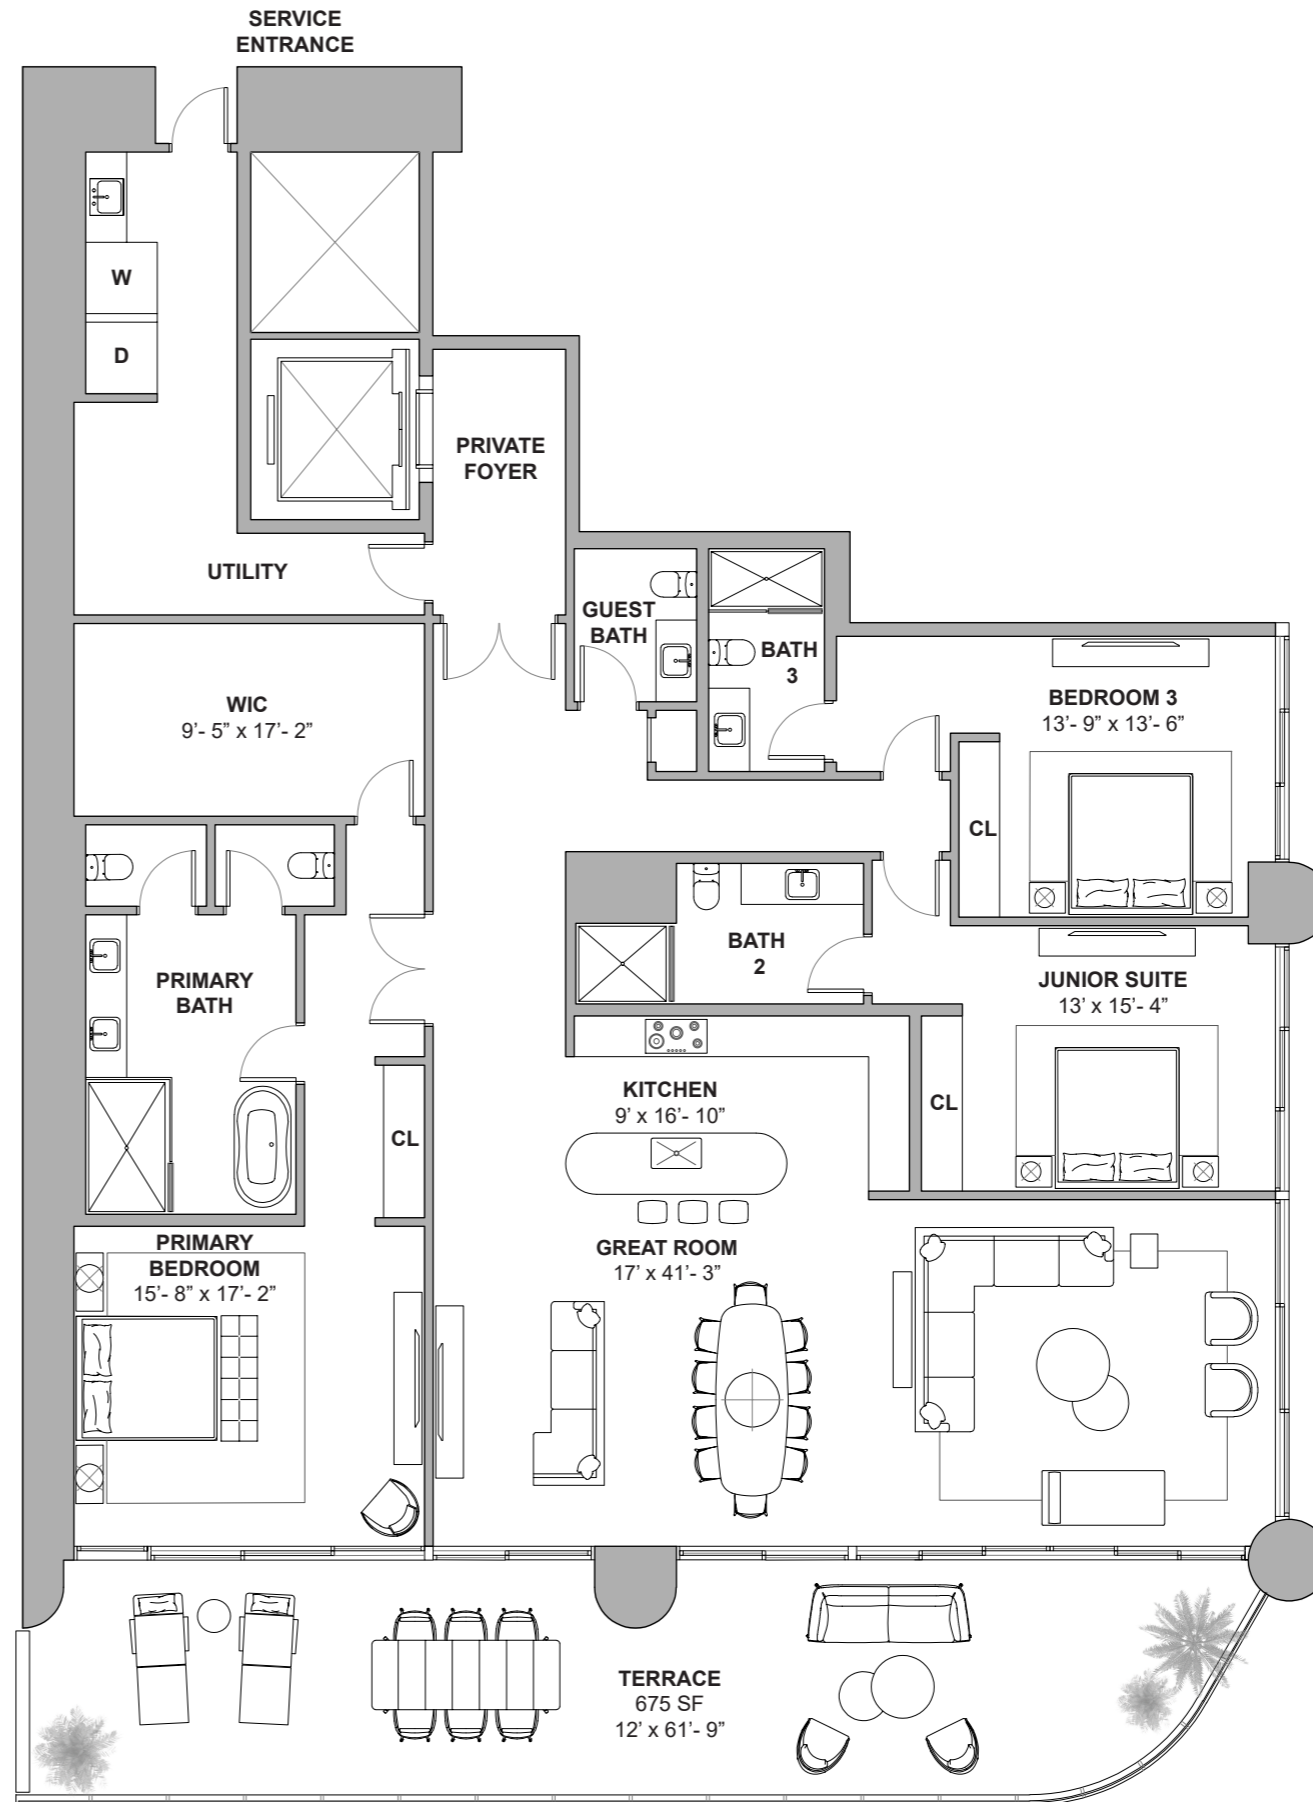 SERVICE
ENTRANCE
W
D
PRIVATE
FOYER
UTILITY
GUEST
BATH
BATH
3
WIC
9'- 5” x 17'- 2”
BEDROOM 3
13'- 9” x 13'- 6”
CL
PRIMARY
BATH
BATH
2
JUNIOR SUITE
13’ x 15’- 4”
KITCHEN
9’ x 16’- 10”
CL
CL
PRIMARY
BEDROOM
15’- 8” x 17’- 2”
GREAT ROOM
17’ x 41’- 3”
TERRACE
675 SF
12’ x 61’- 9”